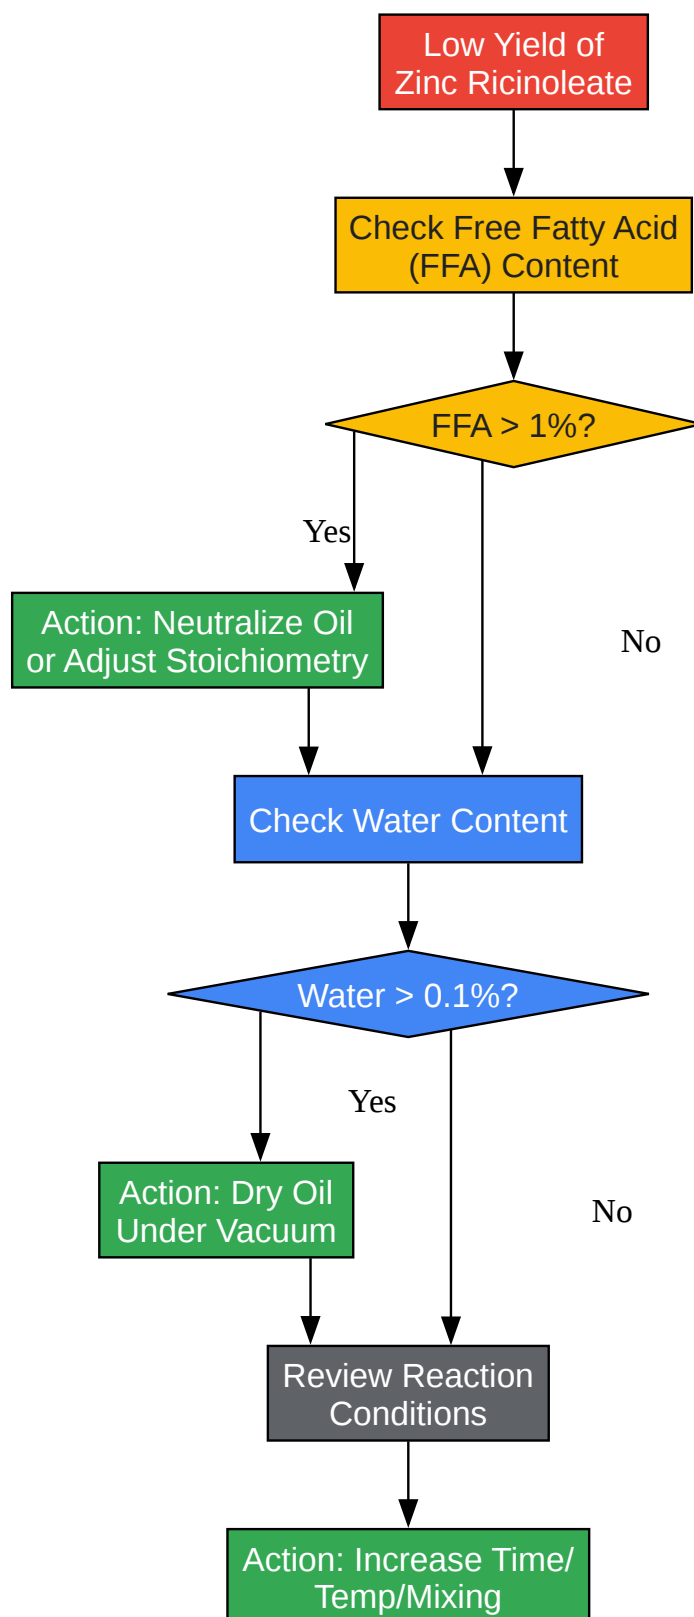 Low Yield of
Zinc Ricinoleate
Check Free Fatty Acid
(FFA) Content
FFA > 1%?
Yes
Action: Neutralize Oil
or Adjust Stoichiometry
No
Check Water Content
Water > 0.1%?
Yes
Action: Dry Oil
Under Vacuum
No
Review Reaction
Conditions
Action: Increase Time/
Temp/Mixing